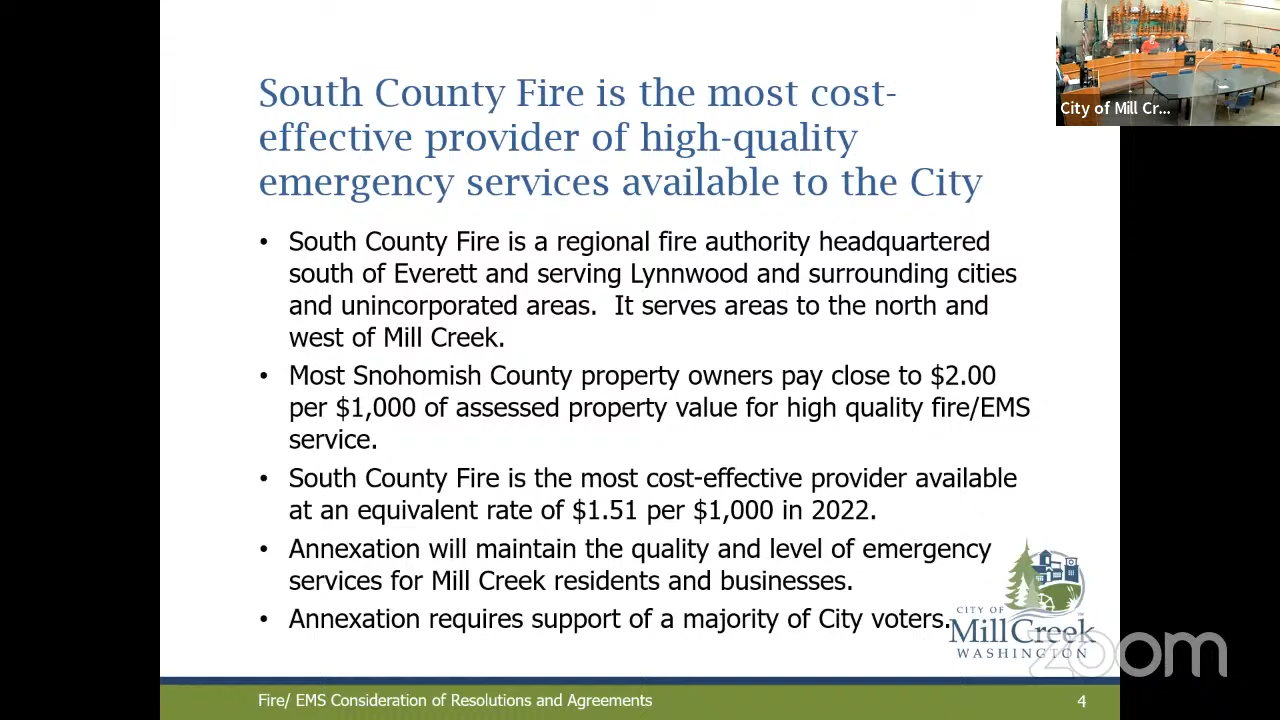 City of Mill Cr...
South County Fire is the most cost-
effective provider of high-quality
emergency services available to the City
• South County Fire is a regional fire authority headquartered
south of Everett and serving Lynnwood and surrounding cities
and unincorporated areas.  It serves areas to the north and
west of Mill Creek.
• Most Snohomish County property owners pay close to $2.00
per $1,000 of assessed property value for high quality fire/EMS
service.
• South County Fire is the most cost-effective provider available
at an equivalent rate of $1.51 per $1,000 in 2022.
• Annexation will maintain the quality and level of emergency
services for Mill Creek residents and businesses.
• Annexation requires support of a majority of City voters.
CITY OF
Mill Creek
WASHINGTON
zoom
Fire/ EMS Consideration of Resolutions and Agreements
4